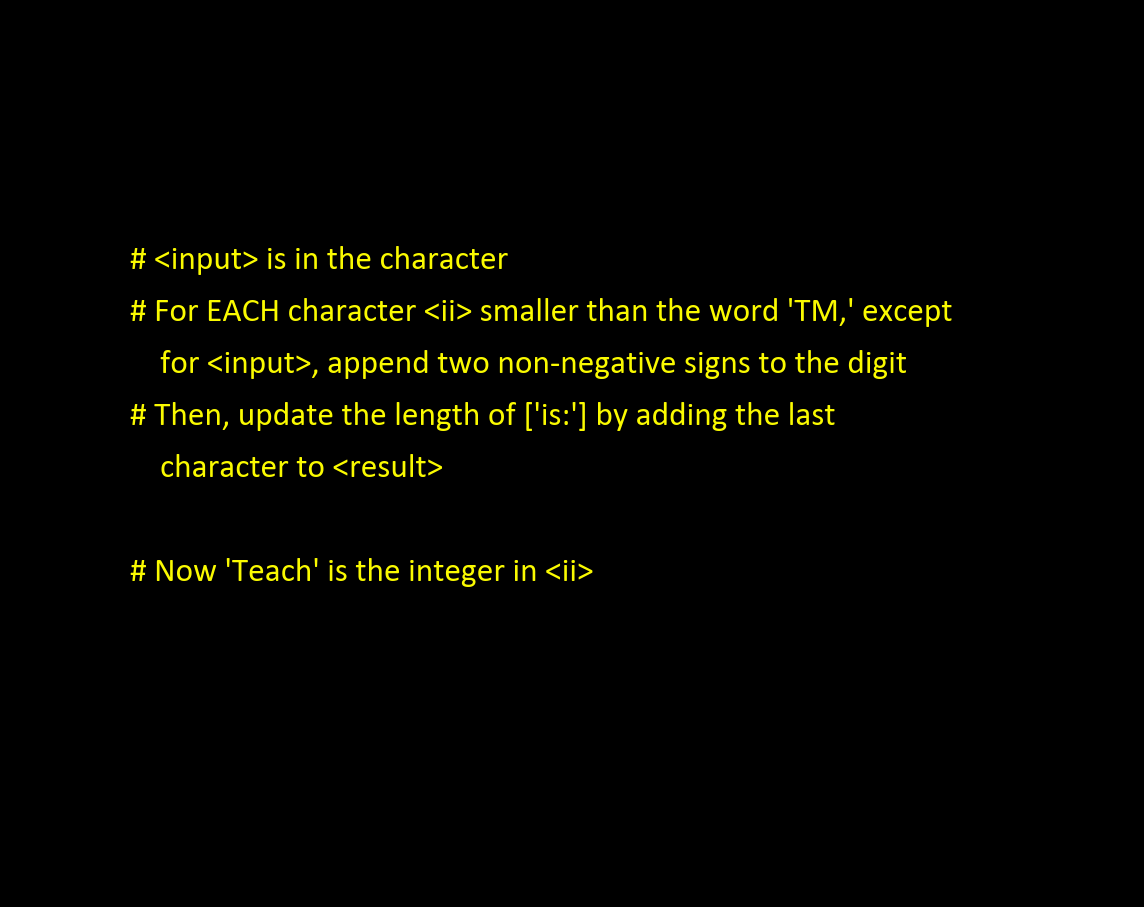 # <input> is in the character
# For EACH character <ii> smaller than the word 'TM,' except
for <input>, append two non-negative signs to the digit
# Then, update the length of ['is:'] by adding the last
character to <result>
# Now 'Teach' is the integer in <ii>